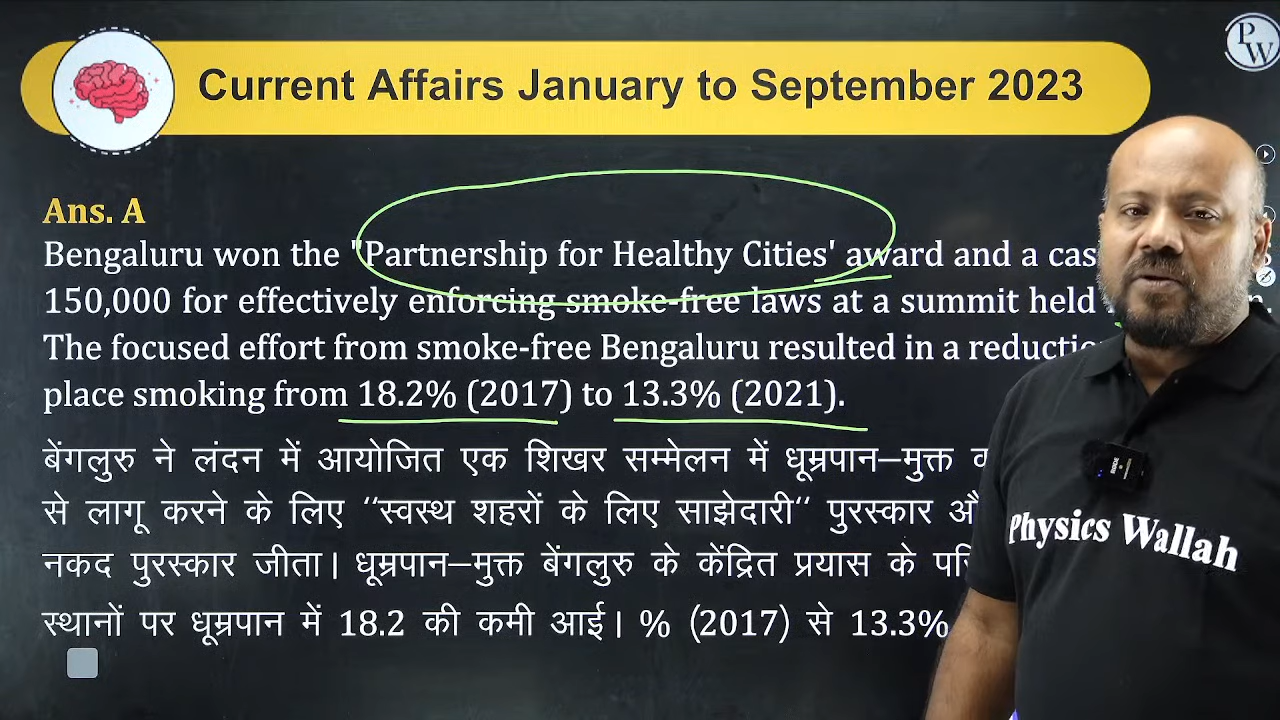 PW
Current Affairs January to September 2023
Ans. A
Bengaluru won the "Partnership for Healthy Cities' award and a
150,000 for effectively enforcing smoke-free laws at a summit held
The focused effort from smoke-free Bengaluru resulted in a
place smoking from 18.2% (2017) to 13.3% (2021).
बेंगलुरु ने लंदन में आयोजित एक शिखर सम्मेलन में धूम्रपान–मुक्त
से लागू करने के लिए ‘‘स्वस्थ शहरों के लिए साझेदारी‘‘ पुरस्कार
नकद पुरस्कार जीता। धूम्रपान–मुक्त बेंगलुरु के केंद्रित प्रयास के
स्थानों पर धूम्रपान में 18.2 की कमी आई। % (2017) से 13.3%
Physics Wallah